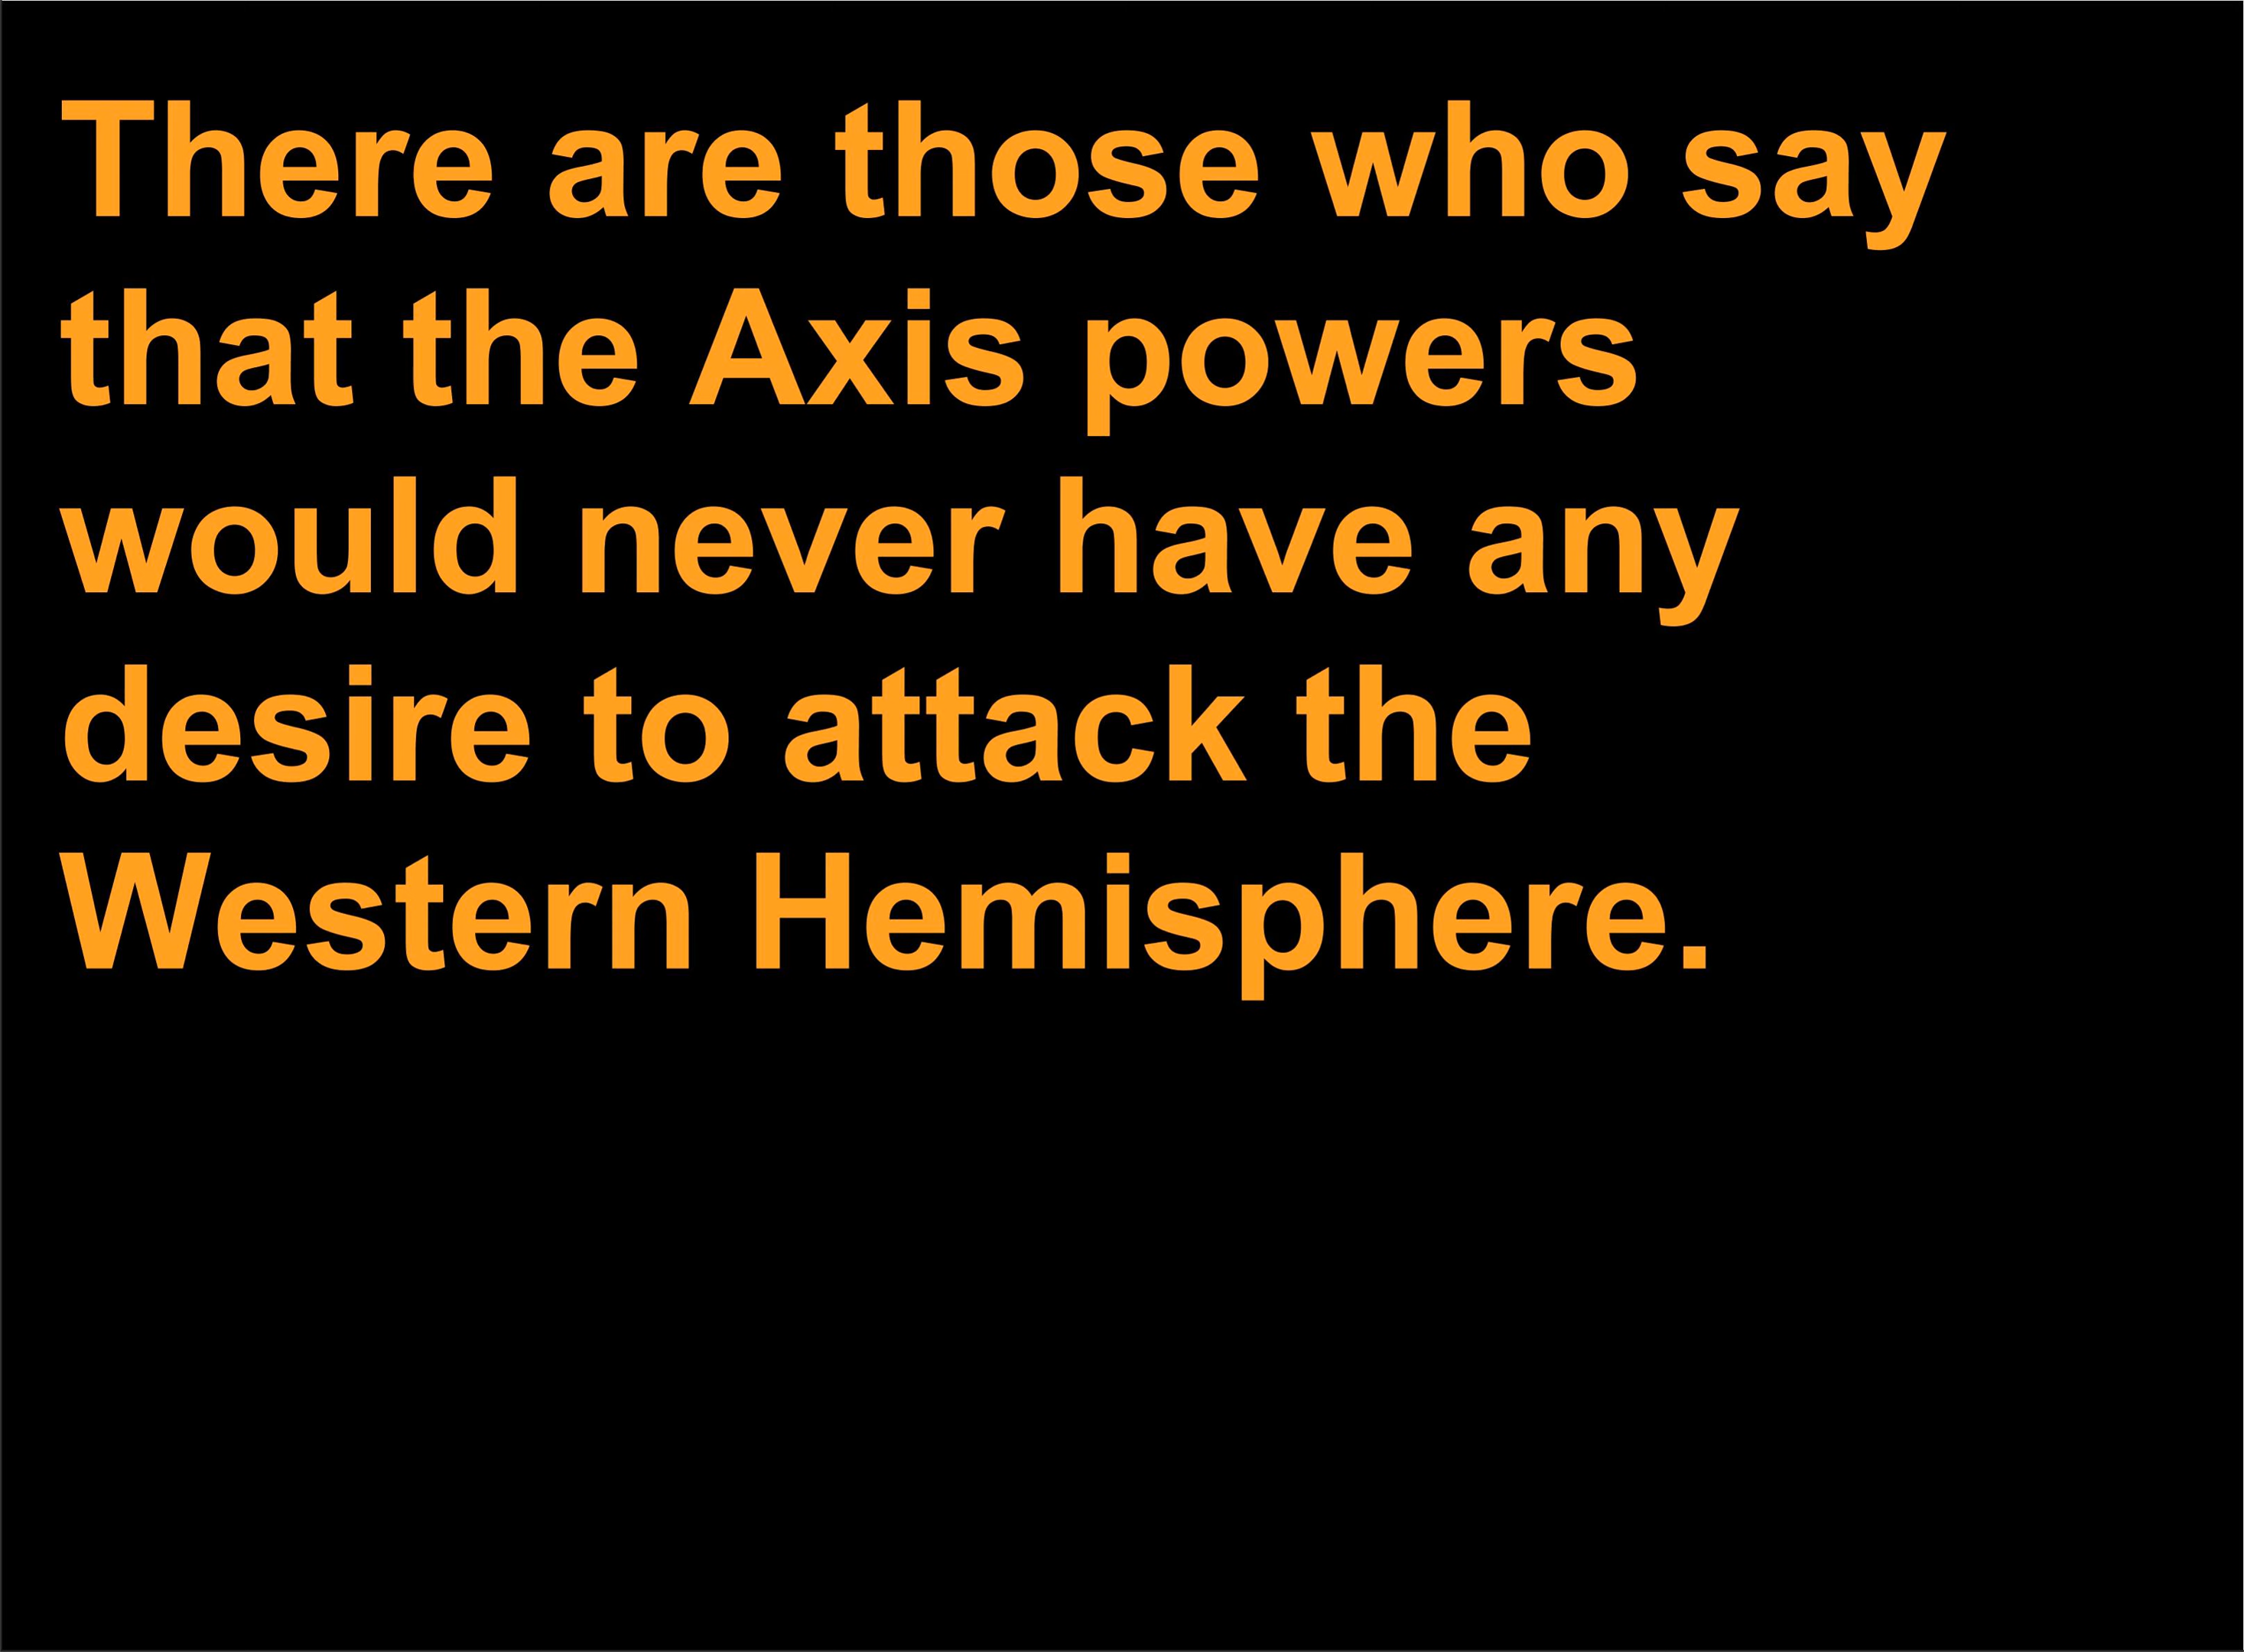 There are those who say
that the Axis powers
would never have any
desire to attack the
Western Hemisphere.